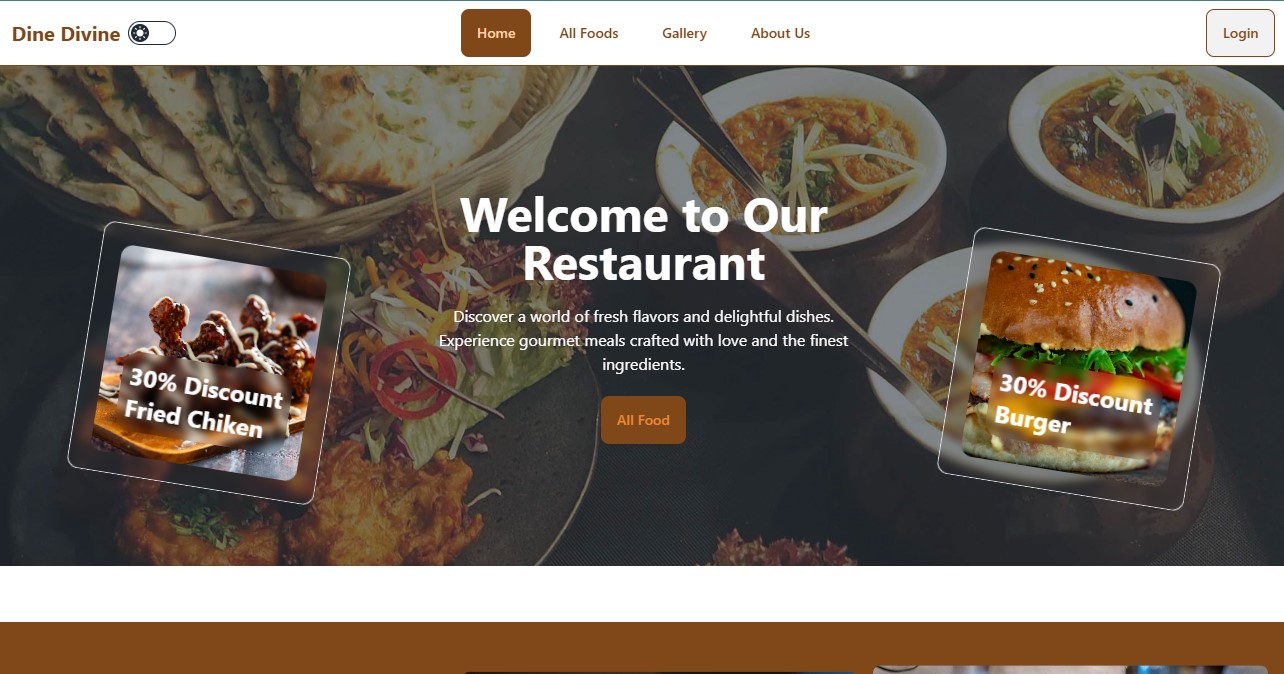 Dine Divine
Home
All Foods
Gallery
About Us
Login
Welcome to Our
Restaurant
Discover a world of fresh flavors and delightful dishes.
Experience gourmet meals crafted with love and the finest
ingredients.
All Food
30% Discount
Fried Chiken
30% Discount
Burger